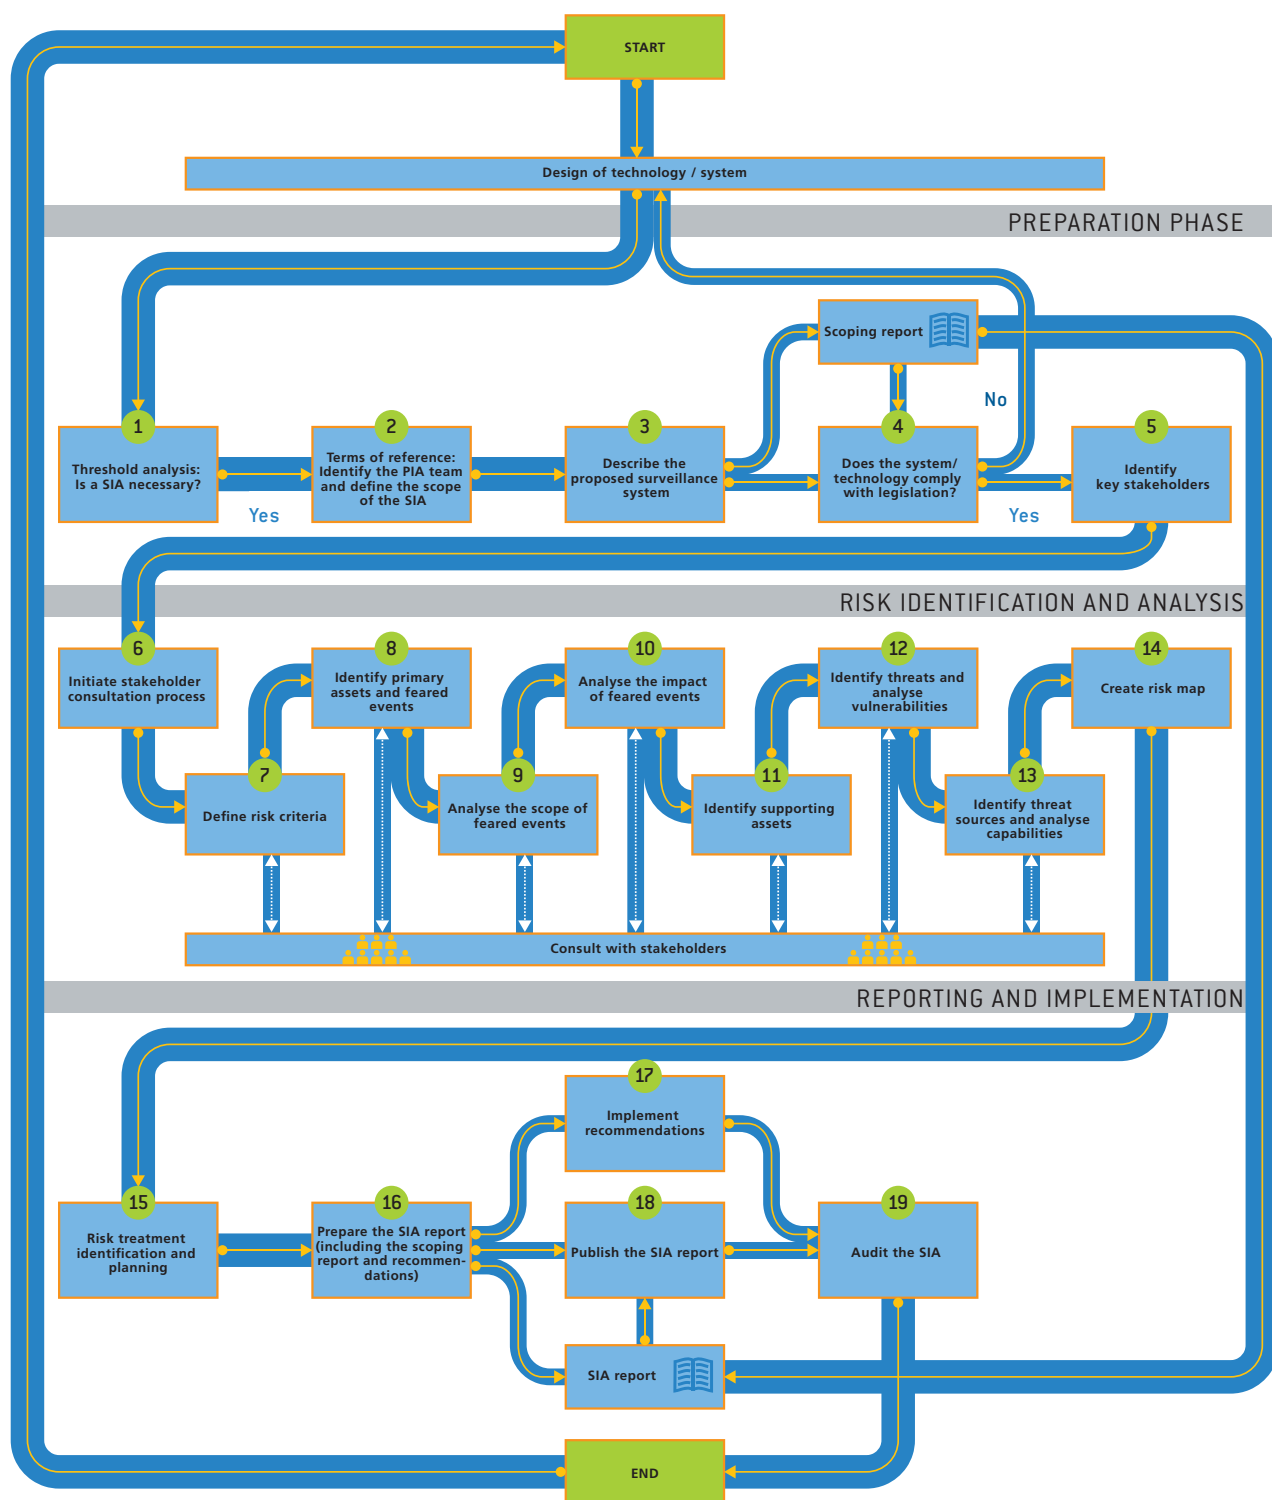 START
Design of technology / system
PREPARATION PHASE
Scoping report
No
1
Threshold analysis:
Is a SIA necessary?
Yes
2
Terms of reference:
Identify the PIA team
and define the scope
of the SIA
3
Describe the
proposed surveillance
system
4
Does the system/
technology comply
with legislation?
Yes
5
Identify
key stakeholders
RISK IDENTIFICATION AND ANALYSIS
6
Initiate stakeholder
consultation process
7
Define risk criteria
8
Identify primary
assets and feared
events
9
Analyse the scope of
feared events
10
Analyse the impact
of feared events
11
Identify supporting
assets
12
Identify threats and
analyse
vulnerabilities
13
Identify threat
sources and analyse
capabilities
14
Create risk map
Consult with stakeholders
REPORTING AND IMPLEMENTATION
15
Risk treatment
identification and
planning
16
Prepare the SIA report
(including the scoping
report and recommen-
dations)
17
Implement
recommendations
18
Publish the SIA report
19
Audit the SIA
SIA report
END